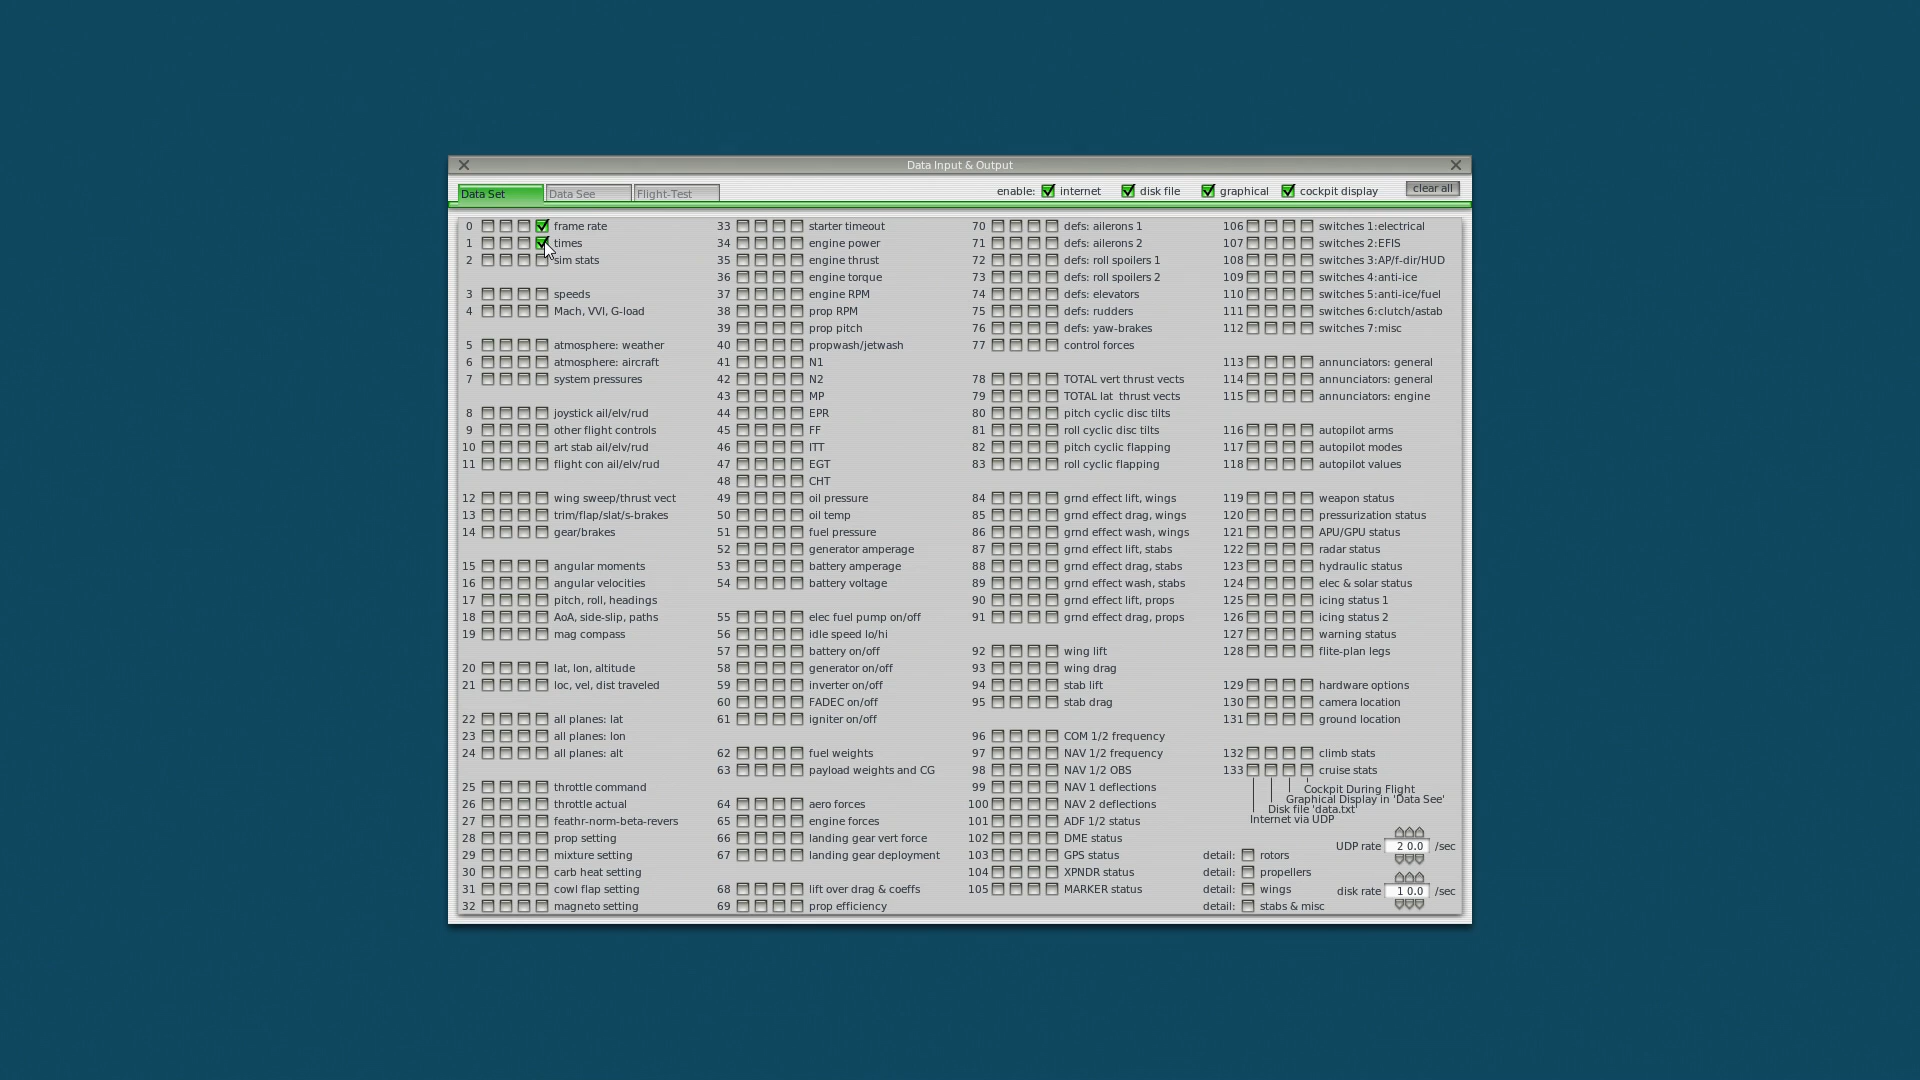 Data Input & Output
Data Set
Data See
Flight-Test
enable:
internet
disk file
graphical
cockpit display
clear all
0 frame rate
1 times
2 sim stats
3 speeds
4 Mach, VVI, G-load
5 atmosphere: weather
6 atmosphere: aircraft
7 system pressures
8 joystick ail/elv/rud
9 other flight controls
10 art stab ail/elv/rud
11 flight con ail/elv/rud
12 wing sweep/thrust vect
13 trim/flap/slat/s-brakes
14 gear/brakes
15 angular moments
16 angular velocities
17 pitch, roll, headings
18 AoA, side-slip, paths
19 mag compass
20 lat, lon, altitude
21 loc, vel, dist traveled
22 all planes: lat
23 all planes: lon
24 all planes: alt
25 throttle command
26 throttle actual
27 feathr-norm-beta-revers
28 prop setting
29 mixture setting
30 carb heat setting
31 cowl flap setting
32 magneto setting
33 starter timeout
34 engine power
35 engine thrust
36 engine torque
37 engine RPM
38 prop RPM
39 prop pitch
40 propwash/jetwash
41 N1
42 N2
43 MP
44 EPR
45 FF
46 ITT
47 EGT
48 CHT
49 oil pressure
50 oil temp
51 fuel pressure
52 generator amperage
53 battery amperage
54 battery voltage
55 elec fuel pump on/off
56 idle speed lo/hi
57 battery on/off
58 generator on/off
59 inverter on/off
60 FADEC on/off
61 igniter on/off
62 fuel weights
63 payload weights and CG
64 aero forces
65 engine forces
66 landing gear vert force
67 landing gear deployment
68 lift over drag & coeffs
69 prop efficiency
70 defs: ailerons 1
71 defs: ailerons 2
72 defs: roll spoilers 1
73 defs: roll spoilers 2
74 defs: elevators
75 defs: rudders
76 defs: yaw-brakes
77 control forces
78 TOTAL vert thrust vects
79 TOTAL lat thrust vects
80 pitch cyclic disc tilts
81 roll cyclic disc tilts
82 pitch cyclic flapping
83 roll cyclic flapping
84 grnd effect lift, wings
85 grnd effect drag, wings
86 grnd effect wash, wings
87 grnd effect lift, stabs
88 grnd effect drag, stabs
89 grnd effect wash, stabs
90 grnd effect lift, props
91 grnd effect drag, props
92 wing lift
93 wing drag
94 stab lift
95 stab drag
96 COM 1/2 frequency
97 NAV 1/2 frequency
98 NAV 1/2 OBS
99 NAV 1 deflections
100 NAV 2 deflections
101 ADF 1/2 status
102 DME status
103 GPS status
104 XPNDR status
105 MARKER status
106 switches 1:electrical
107 switches 2:EFIS
108 switches 3:AP/f-dir/HUD
109 switches 4:anti-ice
110 switches 5:anti-ice/fuel
111 switches 6:clutch/astab
112 switches 7:misc
113 annunciators: general
114 annunciators: general
115 annunciators: engine
116 autopilot arms
117 autopilot modes
118 autopilot values
119 weapon status
120 pressurization status
121 APU/GPU status
122 radar status
123 hydraulic status
124 elec & solar status
125 icing status 1
126 icing status 2
127 warning status
128 flite-plan legs
129 hardware options
130 camera location
131 ground location
132 climb stats
133 cruise stats
Cockpit During Flight
Graphical Display in 'Data See'
Disk file 'data.txt'
Internet via UDP
UDP rate 2 0.0 /sec
detail: rotors
detail: propellers
detail: wings
disk rate 1 0.0 /sec
detail: stabs & misc